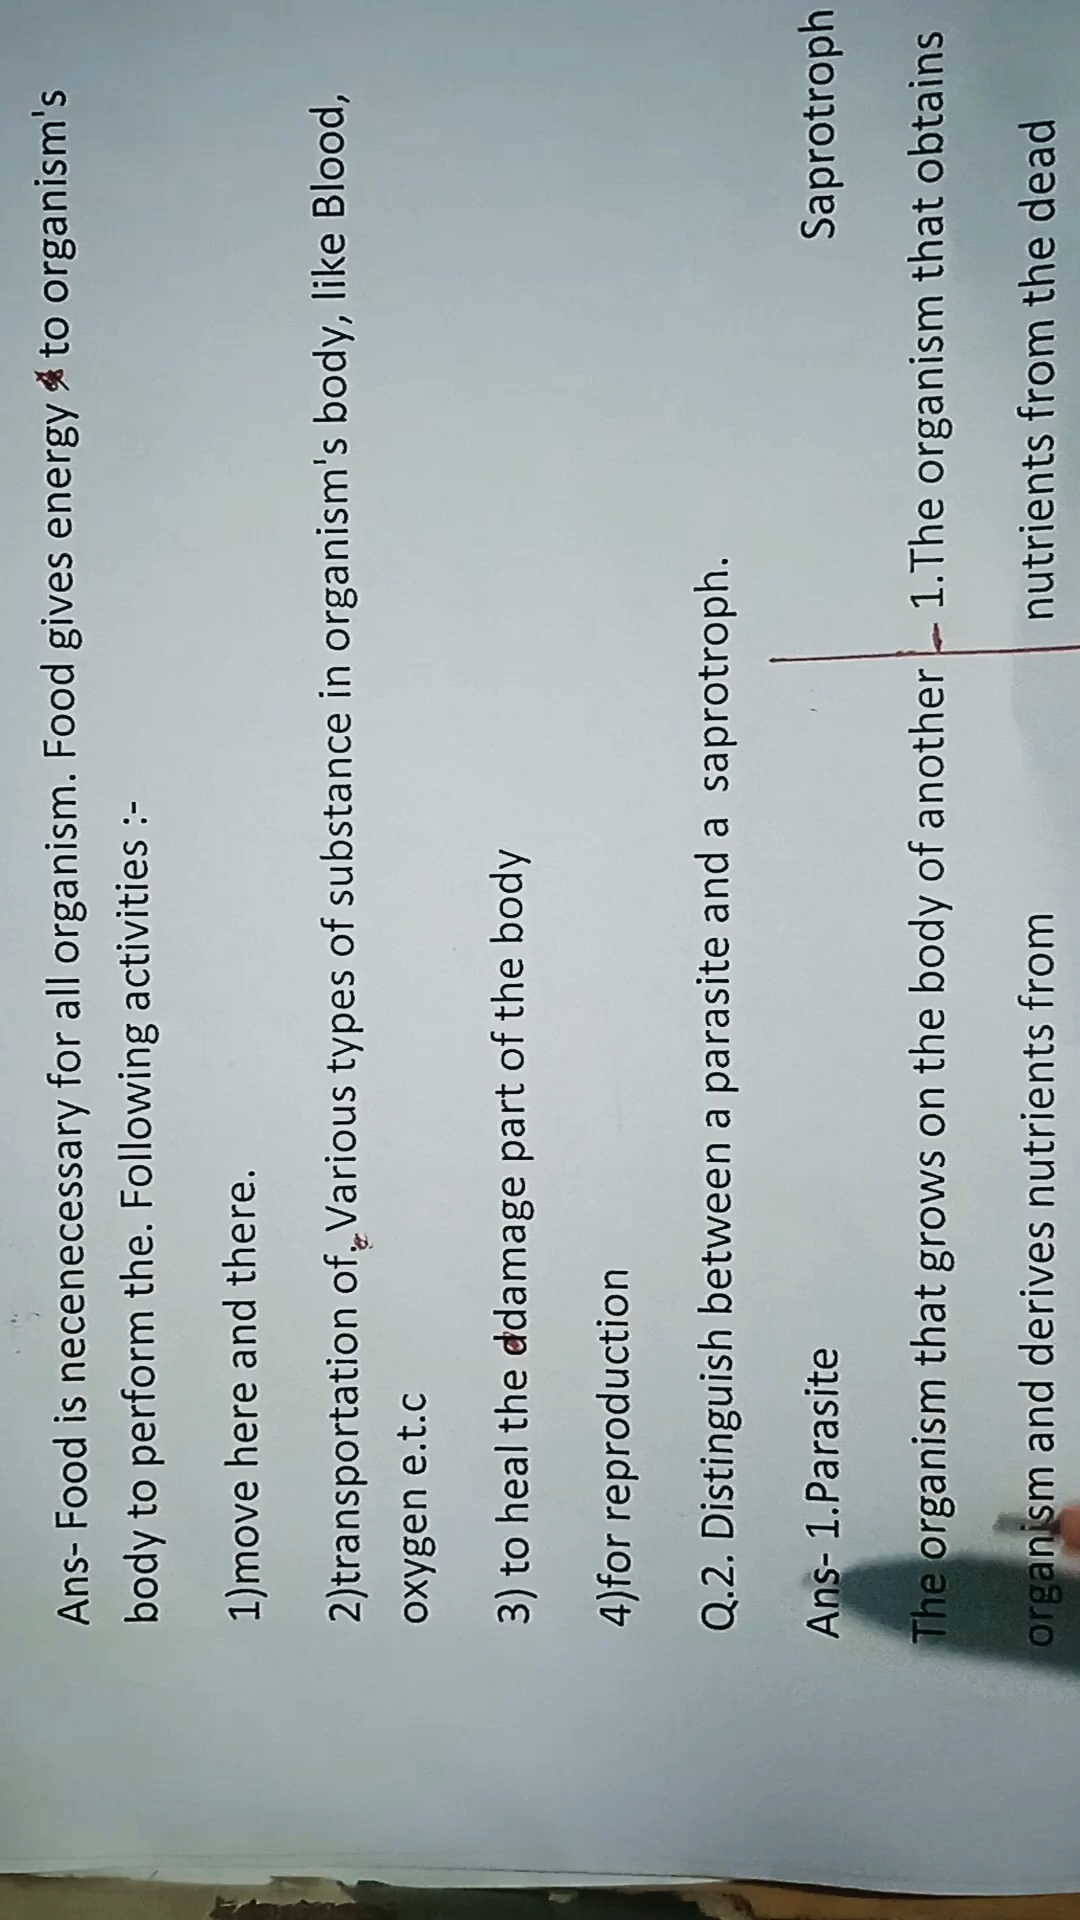 Ans- Food is necenecessary for all organism. Food gives energy to organism's
body to perform the. Following activities :-
1)move here and there.
2)transportation of. Various types of substance in organism's body, like Blood,
oxygen e.t.c
3) to heal the ddamage part of the body
4)for reproduction
Q.2. Distinguish between a parasite and a saprotroph.
Ans- 1.Parasite Saprotroph
The organism that grows on the body of another - 1.The organism that obtains
organism and derives nutrients from nutrients from the dead